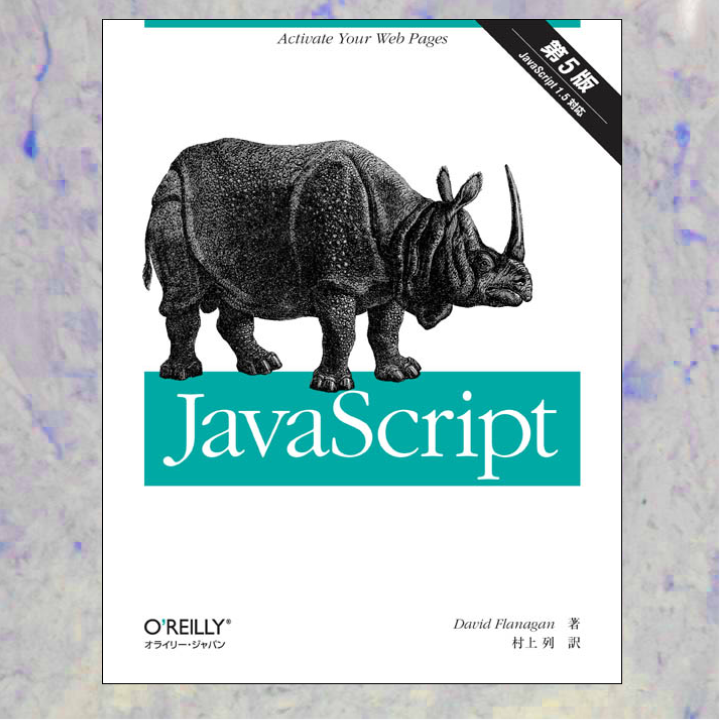 Activate Your Web Pages
第5版
JavaScript 1.5 対応
JavaScript
O'REILLY®
オライリー・ジャパン
David Flanagan 著
村上 列 訳